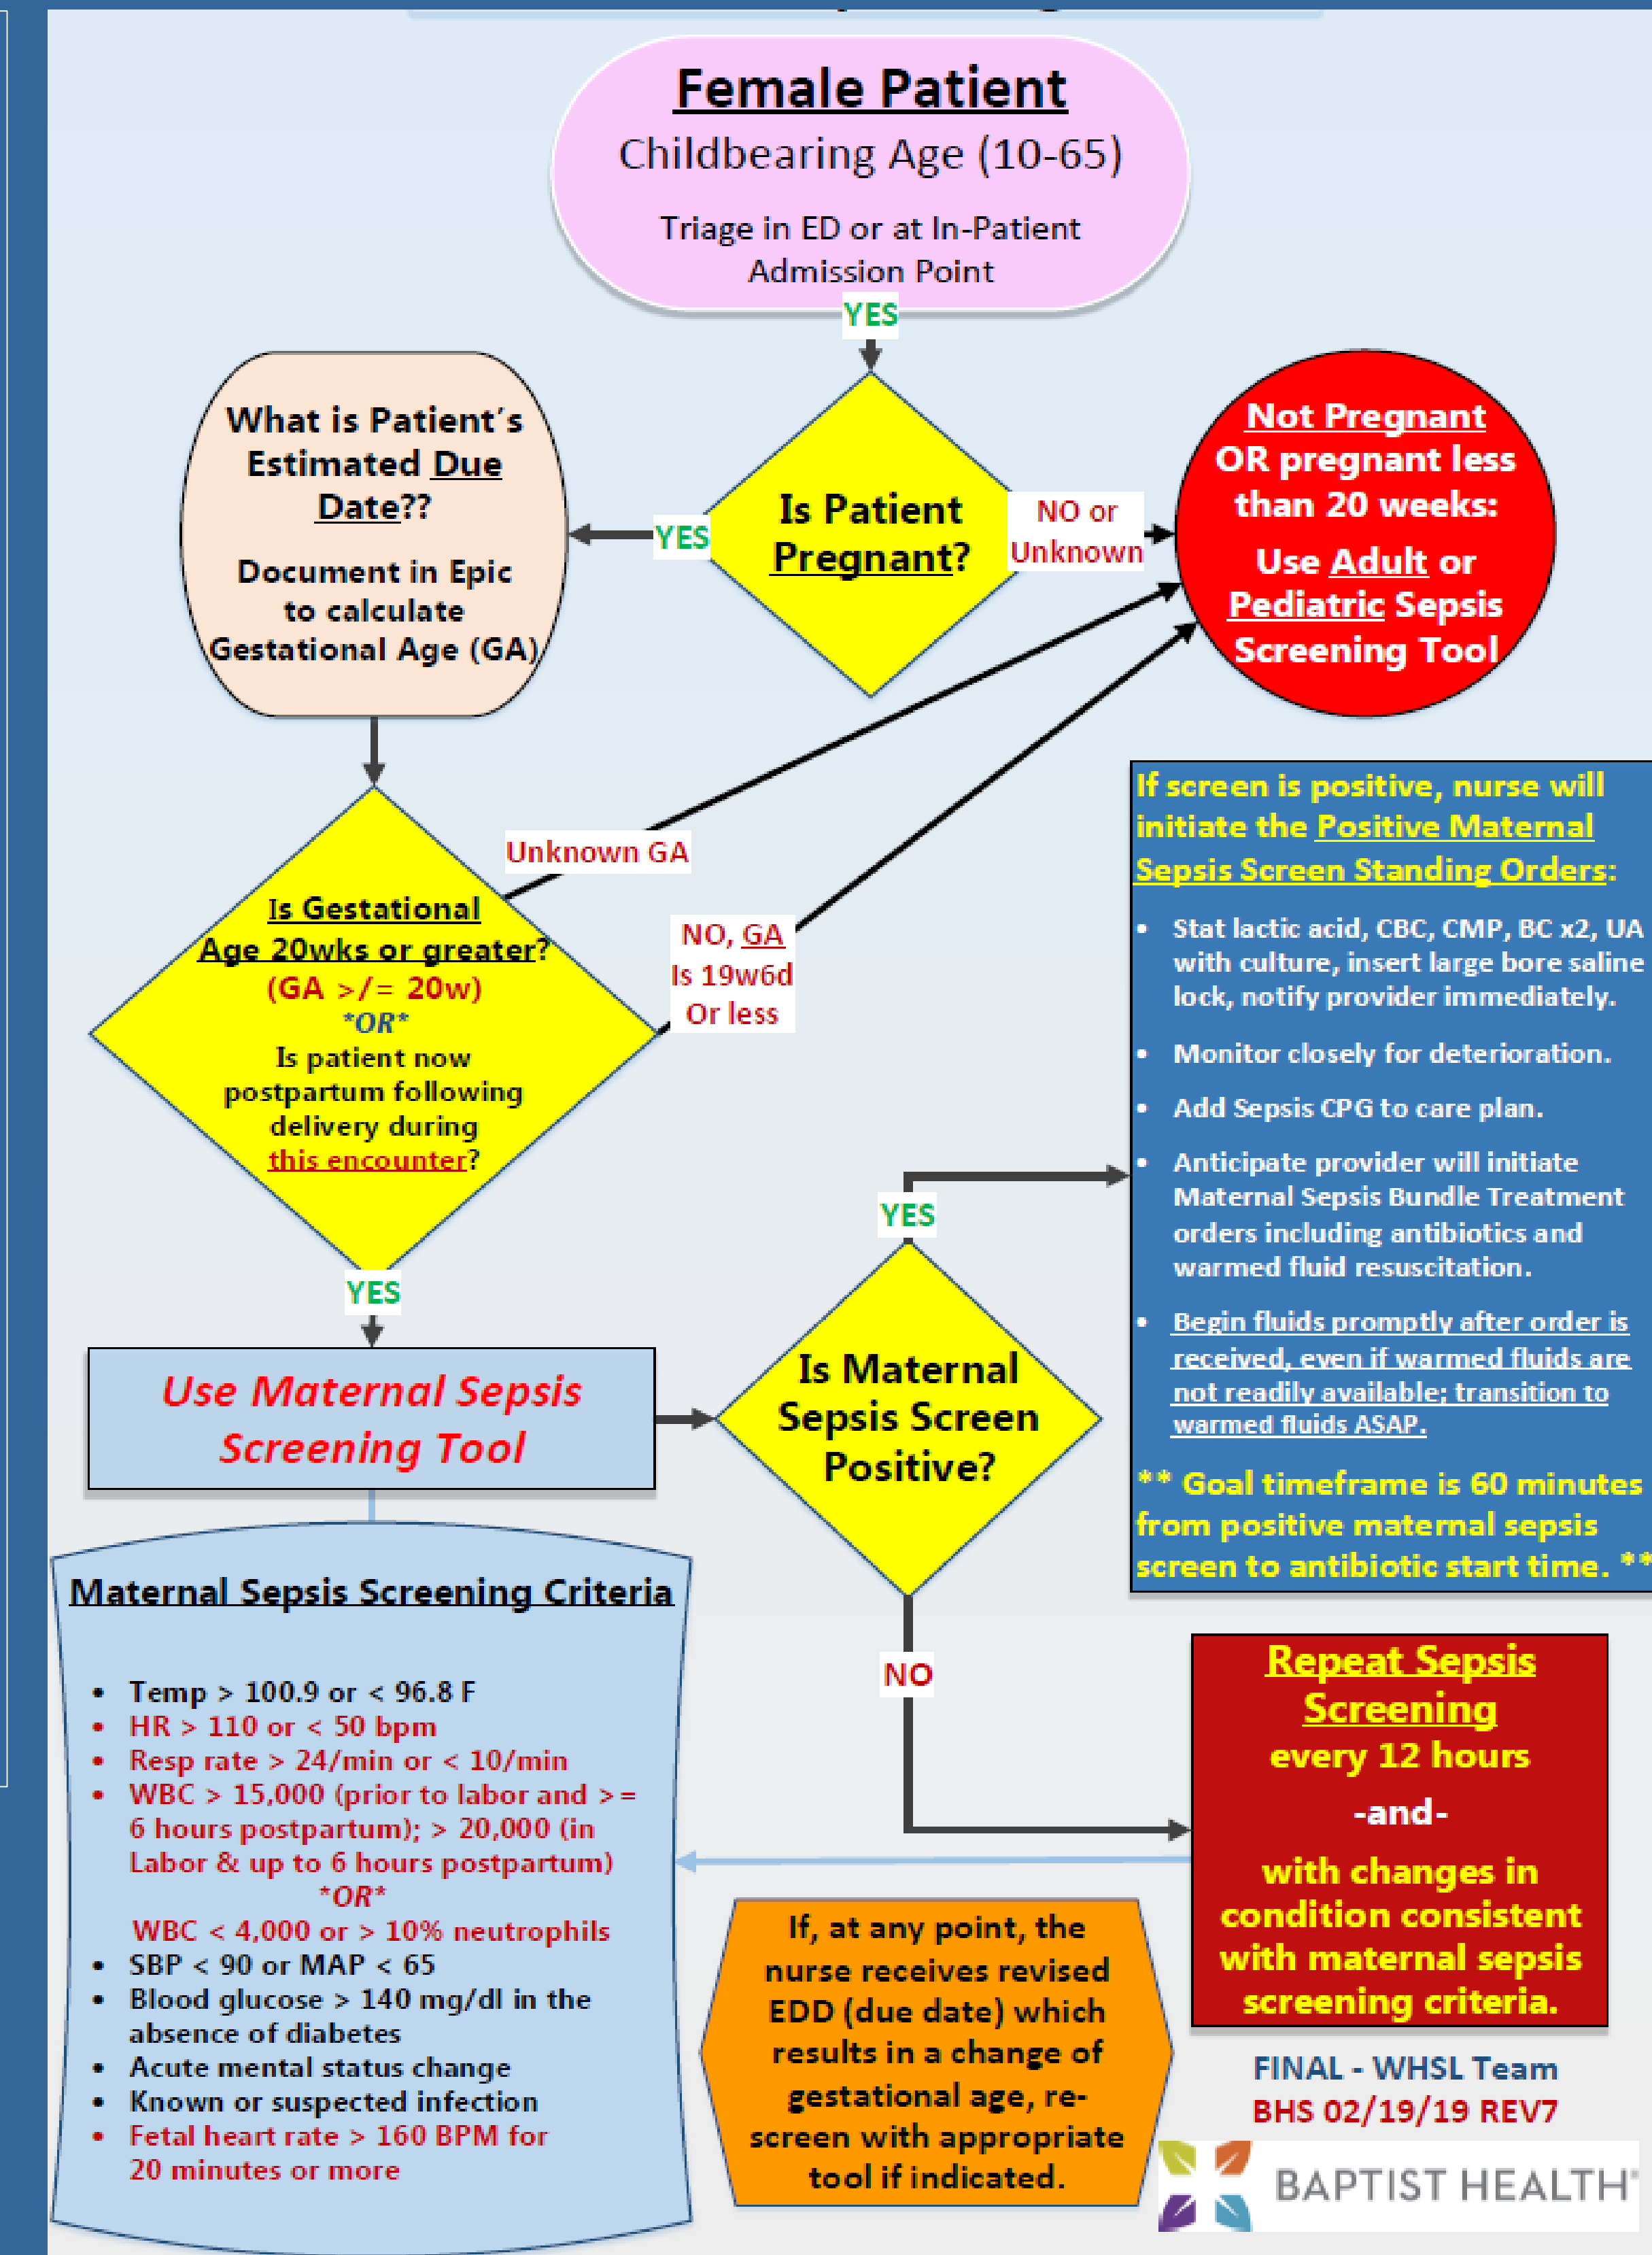 Female Patient
Childbearing Age (10-65)
Triage in ED or at In-Patient
Admission Point
YES
Is Patient
Pregnant?
YES
NO or
Unknown
What is Patient's
Estimated Due
Date??
Document in Epic
to calculate
Gestational Age (GA)
Not Pregnant
OR pregnant less
than 20 weeks:
Use Adult or
Pediatric Sepsis
Screening Tool
Unknown GA
NO, GA
Is 19w6d
Or less
Is Gestational
Age 20wks or greater?
(GA >/= 20w)
*OR*
Is patient now
postpartum following
delivery during
this encounter?
YES
Use Maternal Sepsis
Screening Tool
Is Maternal
Sepsis Screen
Positive?
YES
NO
If screen is positive, nurse will
initiate the Positive Maternal
Sepsis Screen Standing Orders:
• Stat lactic acid, CBC, CMP, BC x2, UA
with culture, insert large bore saline
lock, notify provider immediately.
• Monitor closely for deterioration.
• Add Sepsis CPG to care plan.
• Anticipate provider will initiate
Maternal Sepsis Bundle Treatment
orders including antibiotics and
warmed fluid resuscitation.
• Begin fluids promptly after order is
received, even if warmed fluids are
not readily available; transition to
warmed fluids ASAP.
** Goal timeframe is 60 minutes
from positive maternal sepsis
screen to antibiotic start time. **
Maternal Sepsis Screening Criteria
• Temp > 100.9 or < 96.8 F
• HR > 110 or < 50 bpm
• Resp rate > 24/min or < 10/min
• WBC > 15,000 (prior to labor and >=
6 hours postpartum); > 20,000 (in
Labor & up to 6 hours postpartum)
*OR*
WBC < 4,000 or > 10% neutrophils
• SBP < 90 or MAP < 65
• Blood glucose > 140 mg/dl in the
absence of diabetes
• Acute mental status change
• Known or suspected infection
• Fetal heart rate > 160 BPM for
20 minutes or more
Repeat Sepsis
Screening
every 12 hours
-and-
with changes in
condition consistent
with maternal sepsis
screening criteria.
If, at any point, the
nurse receives revised
EDD (due date) which
results in a change of
gestational age, re-
screen with appropriate
tool if indicated.
FINAL - WHSL Team
BHS 02/19/19 REV7
BAPTIST HEALTH